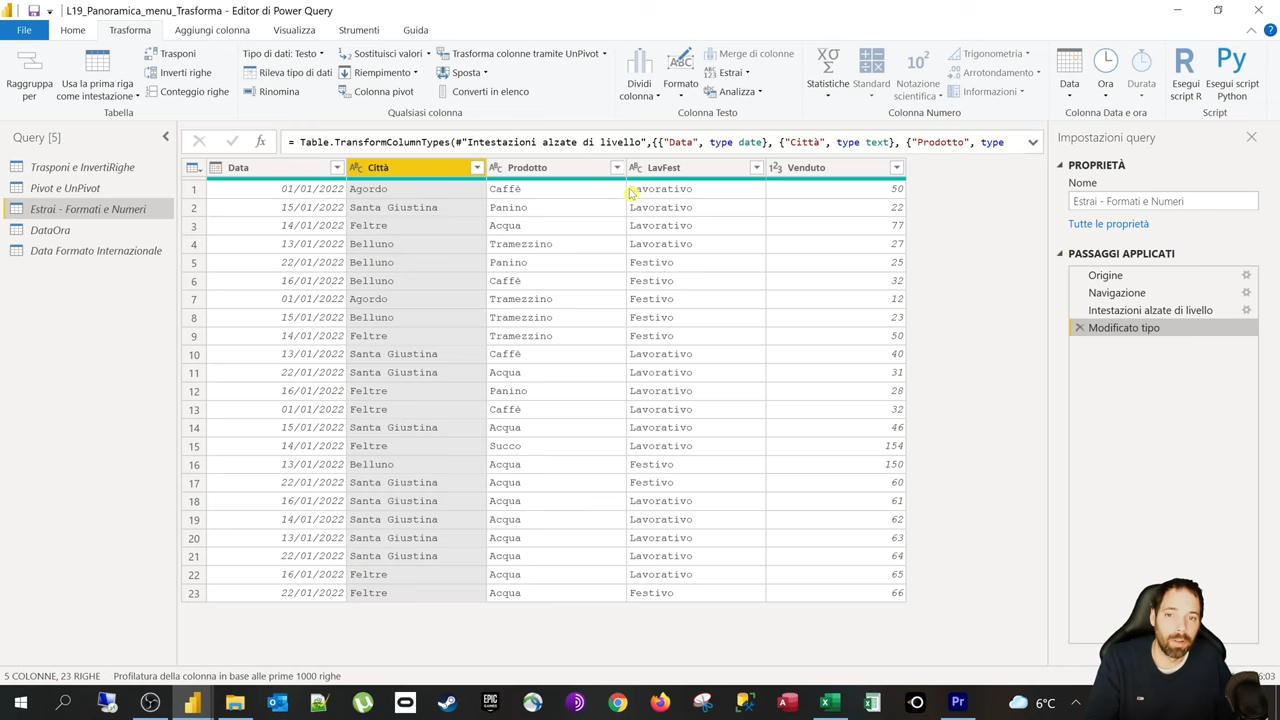 L19_Panoramica_menu_Trasforma - Editor di Power Query
File Home Trasforma Aggiungi colonna Visualizza Strumenti Guida
Raggruppa per
Usa la prima riga come intestazione
Trasponi
Inverti righe
Conteggio righe
Tabella
Tipo di dati: Testo
Rileva tipo di dati
Rinomina
Sostituisci valori
Riempimento
Colonna pivot
Trasforma colonne tramite UnPivot
Sposta
Converti in elenco
Qualsiasi colonna
Dividi colonna
ABC
Formato
Merge di colonne
Estrai
Analizza
Colonna Testo
ΧΣσ
Statistiche
Standard
10²
Notazione scientifica
Trigonometria
Arrotondamento
Informazioni
Colonna Numero
Data
Ora
Durata
Colonna Data e ora
R
Esegui script R
Py
Esegui script Python
Script
Query [5]
Trasponi e InvertiRighe
Pivot e UnPivot
Estrai - Formati e Numeri
DataOra
Data Formato Internazionale
fx = Table.TransformColumnTypes(#"Intestazioni alzate di livello",{{"Data", type date}, {"Città", type text}, {"Prodotto", type
Data Città Prodotto LavFest Venduto
1 01/01/2022 Agordo Caffè Lavorativo 50
2 15/01/2022 Santa Giustina Panino Lavorativo 22
3 14/01/2022 Feltre Acqua Lavorativo 77
4 13/01/2022 Belluno Tramezzino Lavorativo 27
5 22/01/2022 Belluno Panino Festivo 25
6 16/01/2022 Belluno Caffè Festivo 32
7 01/01/2022 Agordo Tramezzino Festivo 12
8 15/01/2022 Belluno Tramezzino Festivo 23
9 14/01/2022 Feltre Tramezzino Festivo 50
10 13/01/2022 Santa Giustina Caffè Lavorativo 40
11 22/01/2022 Santa Giustina Acqua Lavorativo 31
12 16/01/2022 Feltre Panino Lavorativo 28
13 01/01/2022 Feltre Caffè Lavorativo 32
14 15/01/2022 Santa Giustina Acqua Lavorativo 46
15 14/01/2022 Feltre Succo Lavorativo 154
16 13/01/2022 Belluno Acqua Festivo 150
17 22/01/2022 Santa Giustina Acqua Festivo 60
18 16/01/2022 Santa Giustina Acqua Lavorativo 61
19 14/01/2022 Santa Giustina Acqua Lavorativo 62
20 13/01/2022 Santa Giustina Acqua Lavorativo 63
21 22/01/2022 Santa Giustina Acqua Lavorativo 64
22 16/01/2022 Feltre Acqua Lavorativo 65
23 22/01/2022 Feltre Acqua Festivo 66
Impostazioni query
PROPRIETÀ
Nome
Estrai - Formati e Numeri
Tutte le proprietà
PASSAGGI APPLICATI
Origine
Navigazione
Intestazioni alzate di livello
Modificato tipo
5 COLONNE, 23 RIGHE Profilatura della colonna in base alle prime 1000 righe
6°C